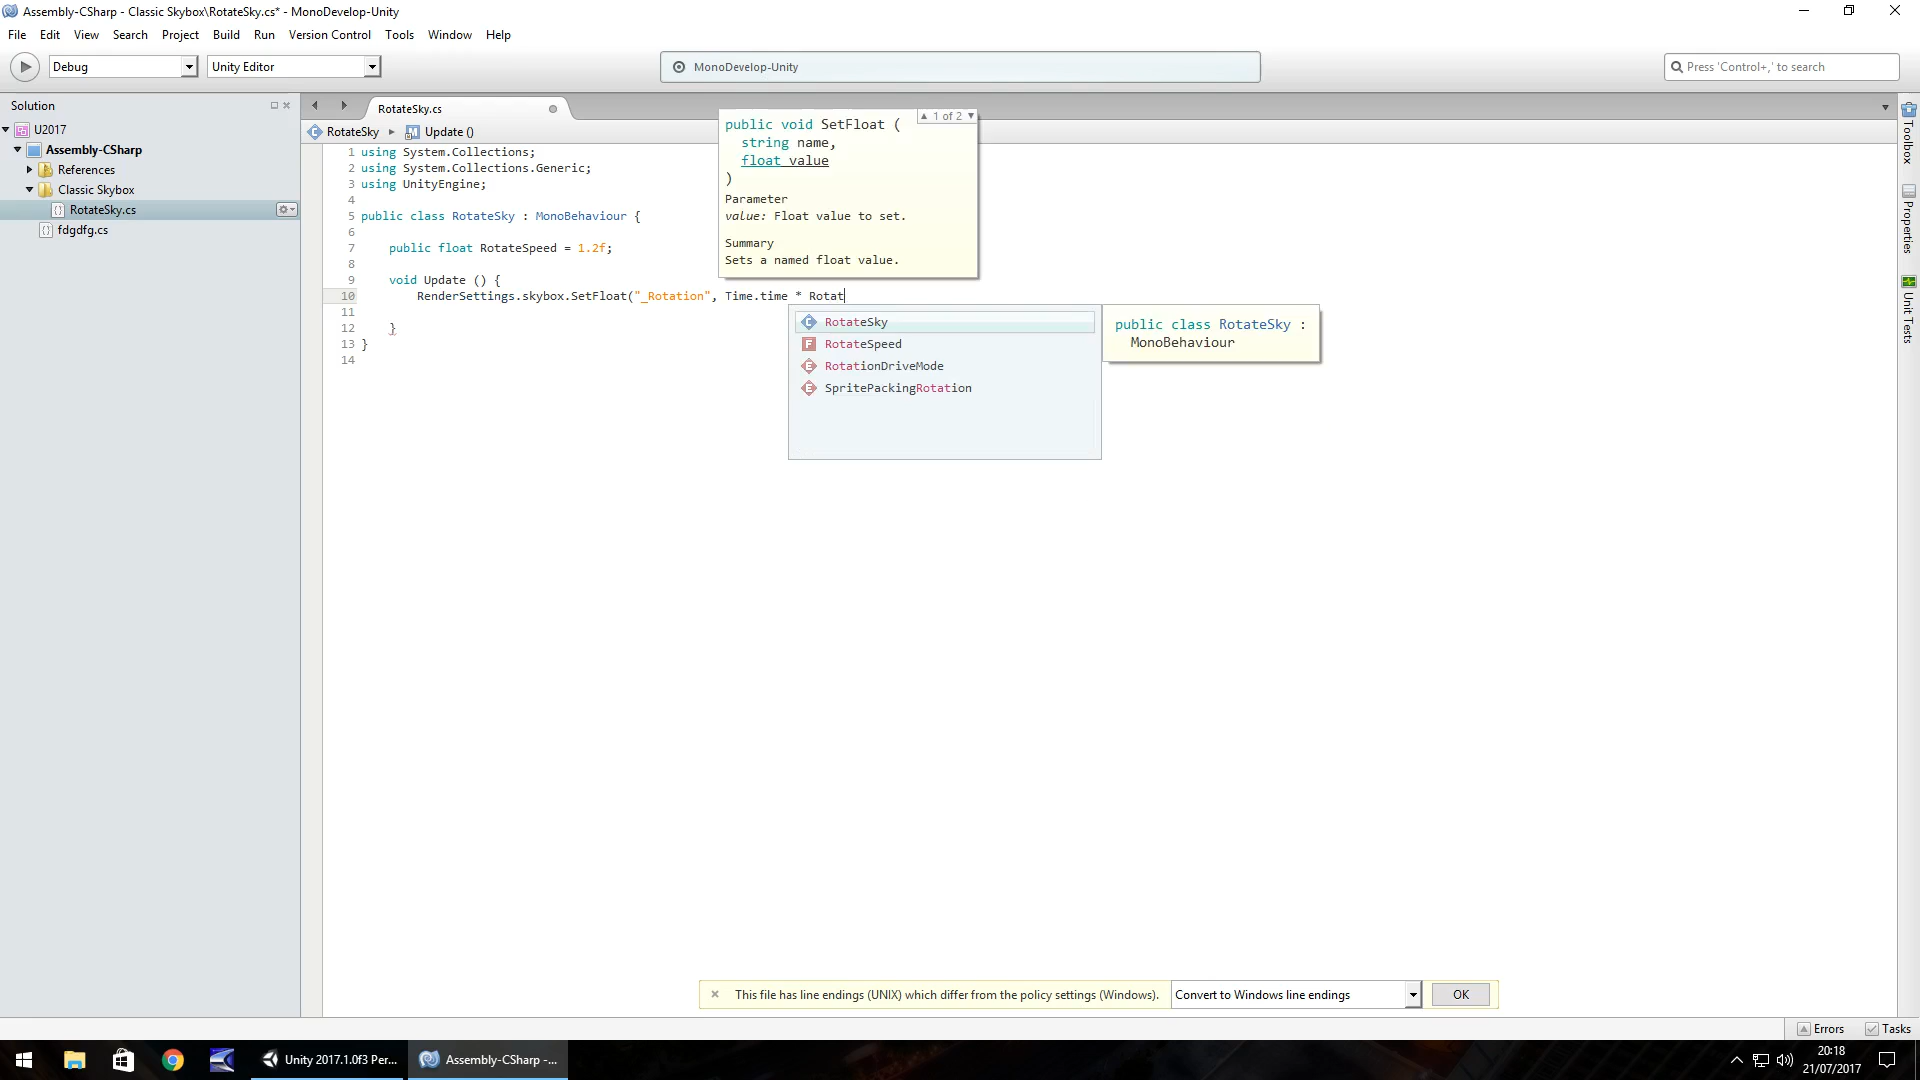 Assembly-CSharp - Classic Skybox\RotateSky.cs* - MonoDevelop-Unity
File Edit View Search Project Build Run Version Control Tools Window Help
Debug
Unity Editor
MonoDevelop-Unity
Press 'Control+,' to search
Solution
U2017
Assembly-CSharp
References
Classic Skybox
RotateSky.cs
fdgdfg.cs
RotateSky.cs
RotateSky Update ()
1 using System.Collections;
2 using System.Collections.Generic;
3 using UnityEngine;
4
5 public class RotateSky : MonoBehaviour {
6
7 public float RotateSpeed = 1.2f;
8
9 void Update () {
10 RenderSettings.skybox.SetFloat("_Rotation", Time.time * Rotat
11
12 }
13 }
14
1 of 2
public void SetFloat (
string name,
float value
)
Parameter
value: Float value to set.
Summary
Sets a named float value.
RotateSky
RotateSpeed
RotationDriveMode
SpritePackingRotation
public class RotateSky :
MonoBehaviour
Toolbox
Properties
Unit Tests
This file has line endings (UNIX) which differ from the policy settings (Windows).
Convert to Windows line endings
OK
Errors
Tasks
Unity 2017.1.0f3 Per...
Assembly-CSharp -...
20:18
21/07/2017